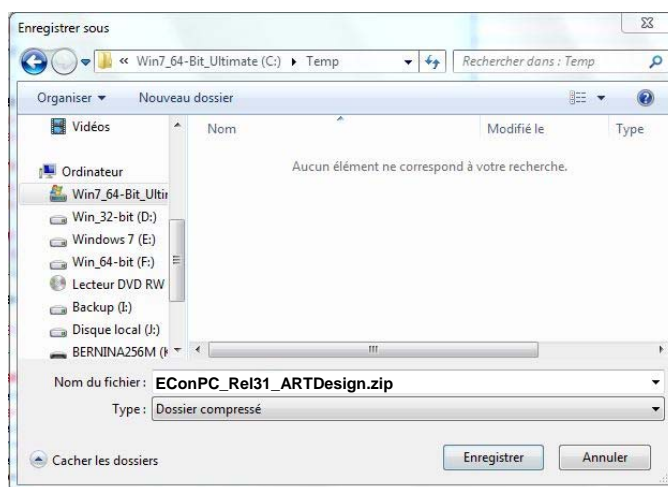 Enregistrer sous
« Win7_64-Bit_Ultimate (C:) ▸ Temp
Rechercher dans : Temp
Organiser
Nouveau dossier
Nom
Modifié le
Type
Aucun élément ne correspond à votre recherche.
Vidéos
Ordinateur
Win7_64-Bit_Ultin
Win_32-bit (D:)
Windows 7 (E:)
Win_64-bit (F:)
Lecteur DVD RW
Backup (I:)
Disque local (J:)
BERNINA256M (K
Nom du fichier : EConPC_Rel31_ARTDesign.zip
Type : Dossier compressé
Cacher les dossiers
Enregistrer
Annuler